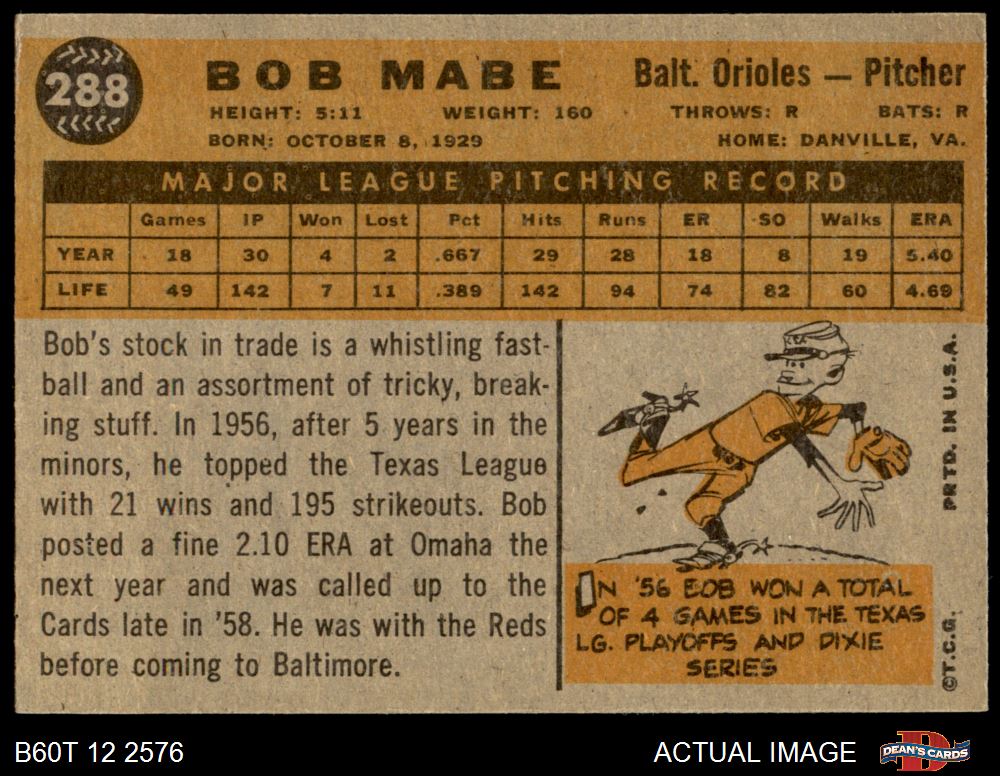 288
BOB MABE
Balt. Orioles — Pitcher
HEIGHT: 5:11 WEIGHT: 160 THROWS: R BATS: R
BORN: OCTOBER 8, 1929 HOME: DANVILLE, VA.
MAJOR LEAGUE PITCHING RECORD
Games IP Won Lost Pct Hits Runs ER SO Walks ERA
YEAR 18 30 4 2 .667 29 28 18 8 19 5.40
LIFE 49 142 7 11 .389 142 94 74 82 60 4.69
Bob's stock in trade is a whistling fast-
ball and an assortment of tricky, break-
ing stuff. In 1956, after 5 years in the
minors, he topped the Texas League
with 21 wins and 195 strikeouts. Bob
posted a fine 2.10 ERA at Omaha the
next year and was called up to the
Cards late in '58. He was with the Reds
before coming to Baltimore.
IN '56 BOB WON A TOTAL
OF 4 GAMES IN THE TEXAS
LG. PLAYOFFS AND DIXIE
SERIES
PRTD. IN U.S.A.
©T.C.G.
B60T 12 2576
ACTUAL IMAGE
DEAN'S CARDS